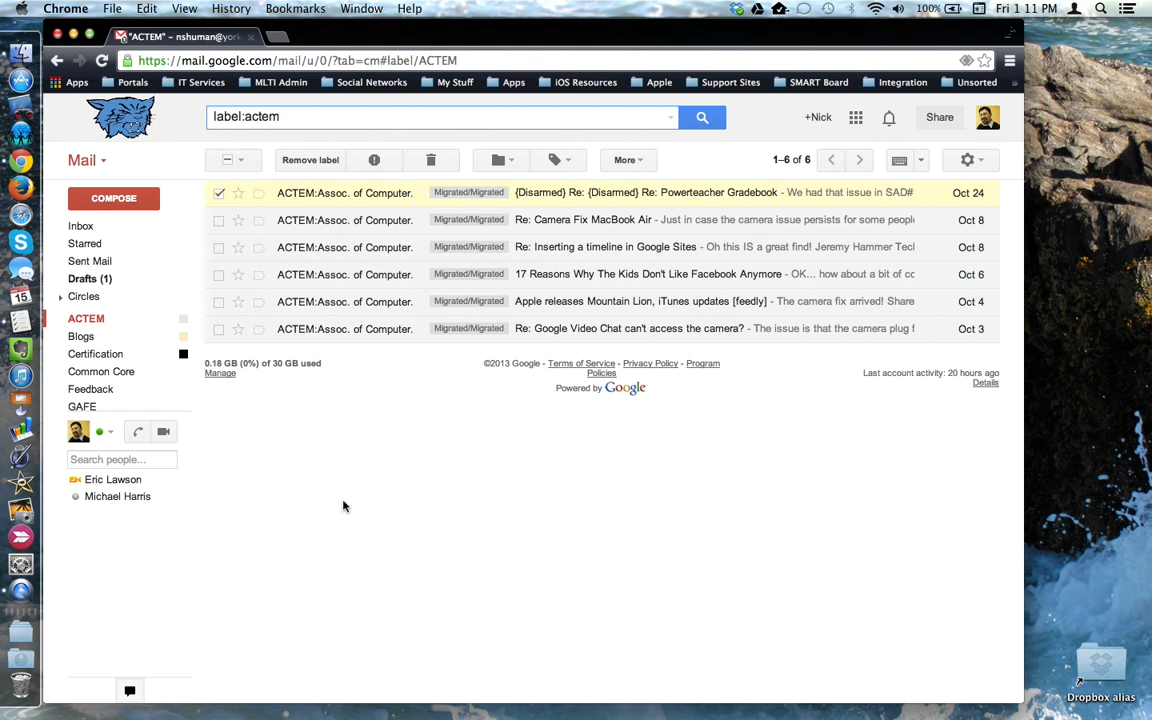 Chrome File Edit View History Bookmarks Window Help 100% Fri 1 11 PM
"ACTEM" - nshuman@york
https://mail.google.com/mail/u/0/?tab=cm#label/ACTEM
Apps Portals IT Services MLTI Admin Social Networks My Stuff Apps iOS Resources Apple Support Sites SMART Board Integration Unsorted »
label:actem +Nick Share
Mail Remove label More 1–6 of 6
COMPOSE
Inbox
Starred
Sent Mail
Drafts (1)
Circles
ACTEM
Blogs
Certification
Common Core
Feedback
GAFE
ACTEM:Assoc. of Computer. Migrated/Migrated {Disarmed} Re: {Disarmed} Re: Powerteacher Gradebook - We had that issue in SAD# Oct 24
ACTEM:Assoc. of Computer. Migrated/Migrated Re: Camera Fix MacBook Air - Just in case the camera issue persists for some people Oct 8
ACTEM:Assoc. of Computer. Migrated/Migrated Re: Inserting a timeline in Google Sites - Oh this IS a great find! Jeremy Hammer Tecl Oct 8
ACTEM:Assoc. of Computer. Migrated/Migrated 17 Reasons Why The Kids Don't Like Facebook Anymore - OK... how about a bit of cc Oct 6
ACTEM:Assoc. of Computer. Migrated/Migrated Apple releases Mountain Lion, iTunes updates [feedly] - The camera fix arrived! Share Oct 4
ACTEM:Assoc. of Computer. Migrated/Migrated Re: Google Video Chat can't access the camera? - The issue is that the camera plug f Oct 3
0.18 GB (0%) of 30 GB used
Manage
©2013 Google - Terms of Service - Privacy Policy - Program
Policies
Powered by Google
Last account activity: 20 hours ago
Details
Search people...
Eric Lawson
Michael Harris
15
Dropbox alias